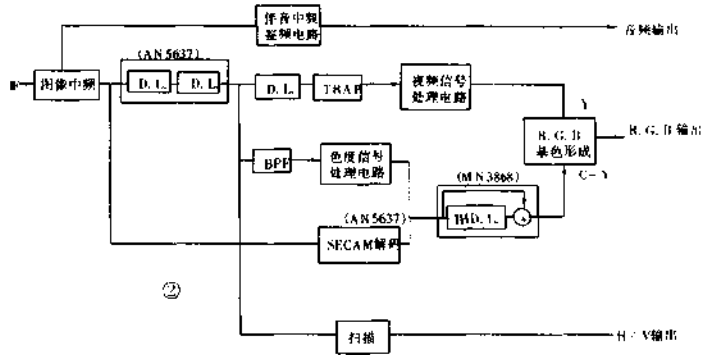 伴音中频
鉴频电路
音频输出
(AN5637)
图像中频
D.L.
D.L.
D.L.
TRAP
视频信号
处理电路
Y
R.G.B
基色形成
R.G.B输出
C-Y
BPF
色度信号
处理电路
(MN3868)
1HD.L.
(AN5637)
SECAM解码
②
扫描
H/V输出